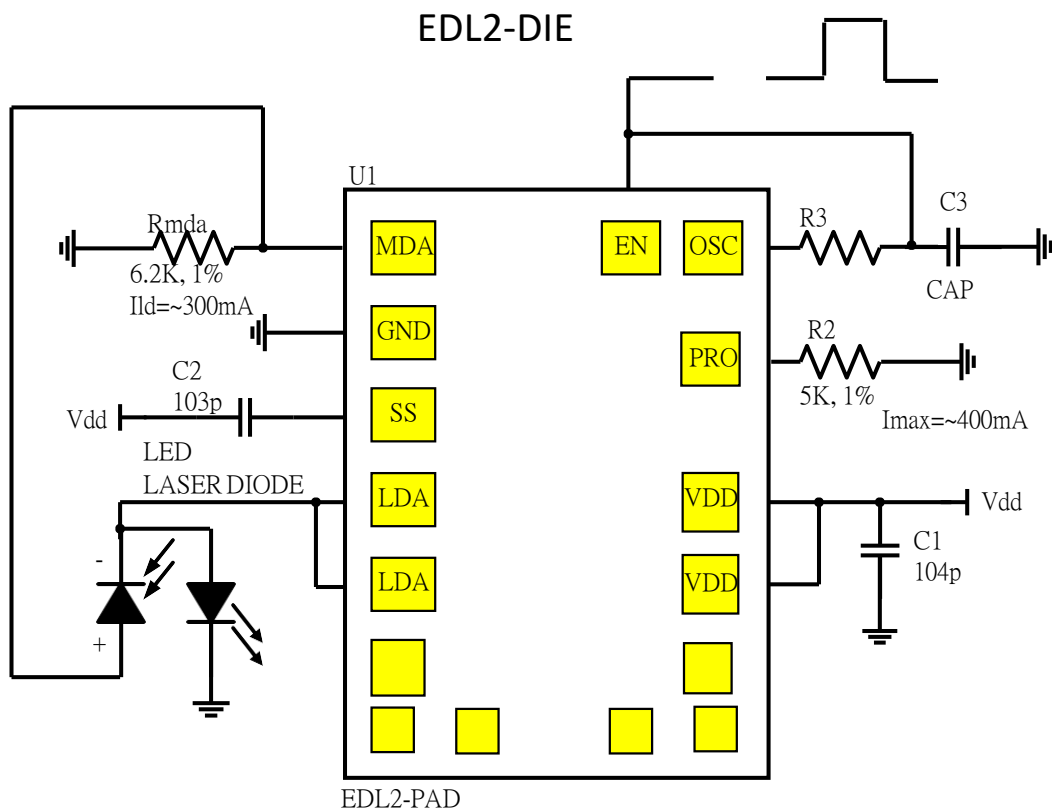 EDL2-DIE
U1
Rmda
6.2K, 1%
Ild=~300mA
MDA
EN
OSC
R3
C3
CAP
GND
PRO
R2
5K, 1%
Imax=~400mA
C2
103p
Vdd
SS
LED
LASER DIODE
LDA
VDD
Vdd
C1
104p
LDA
VDD
-
+
EDL2-PAD